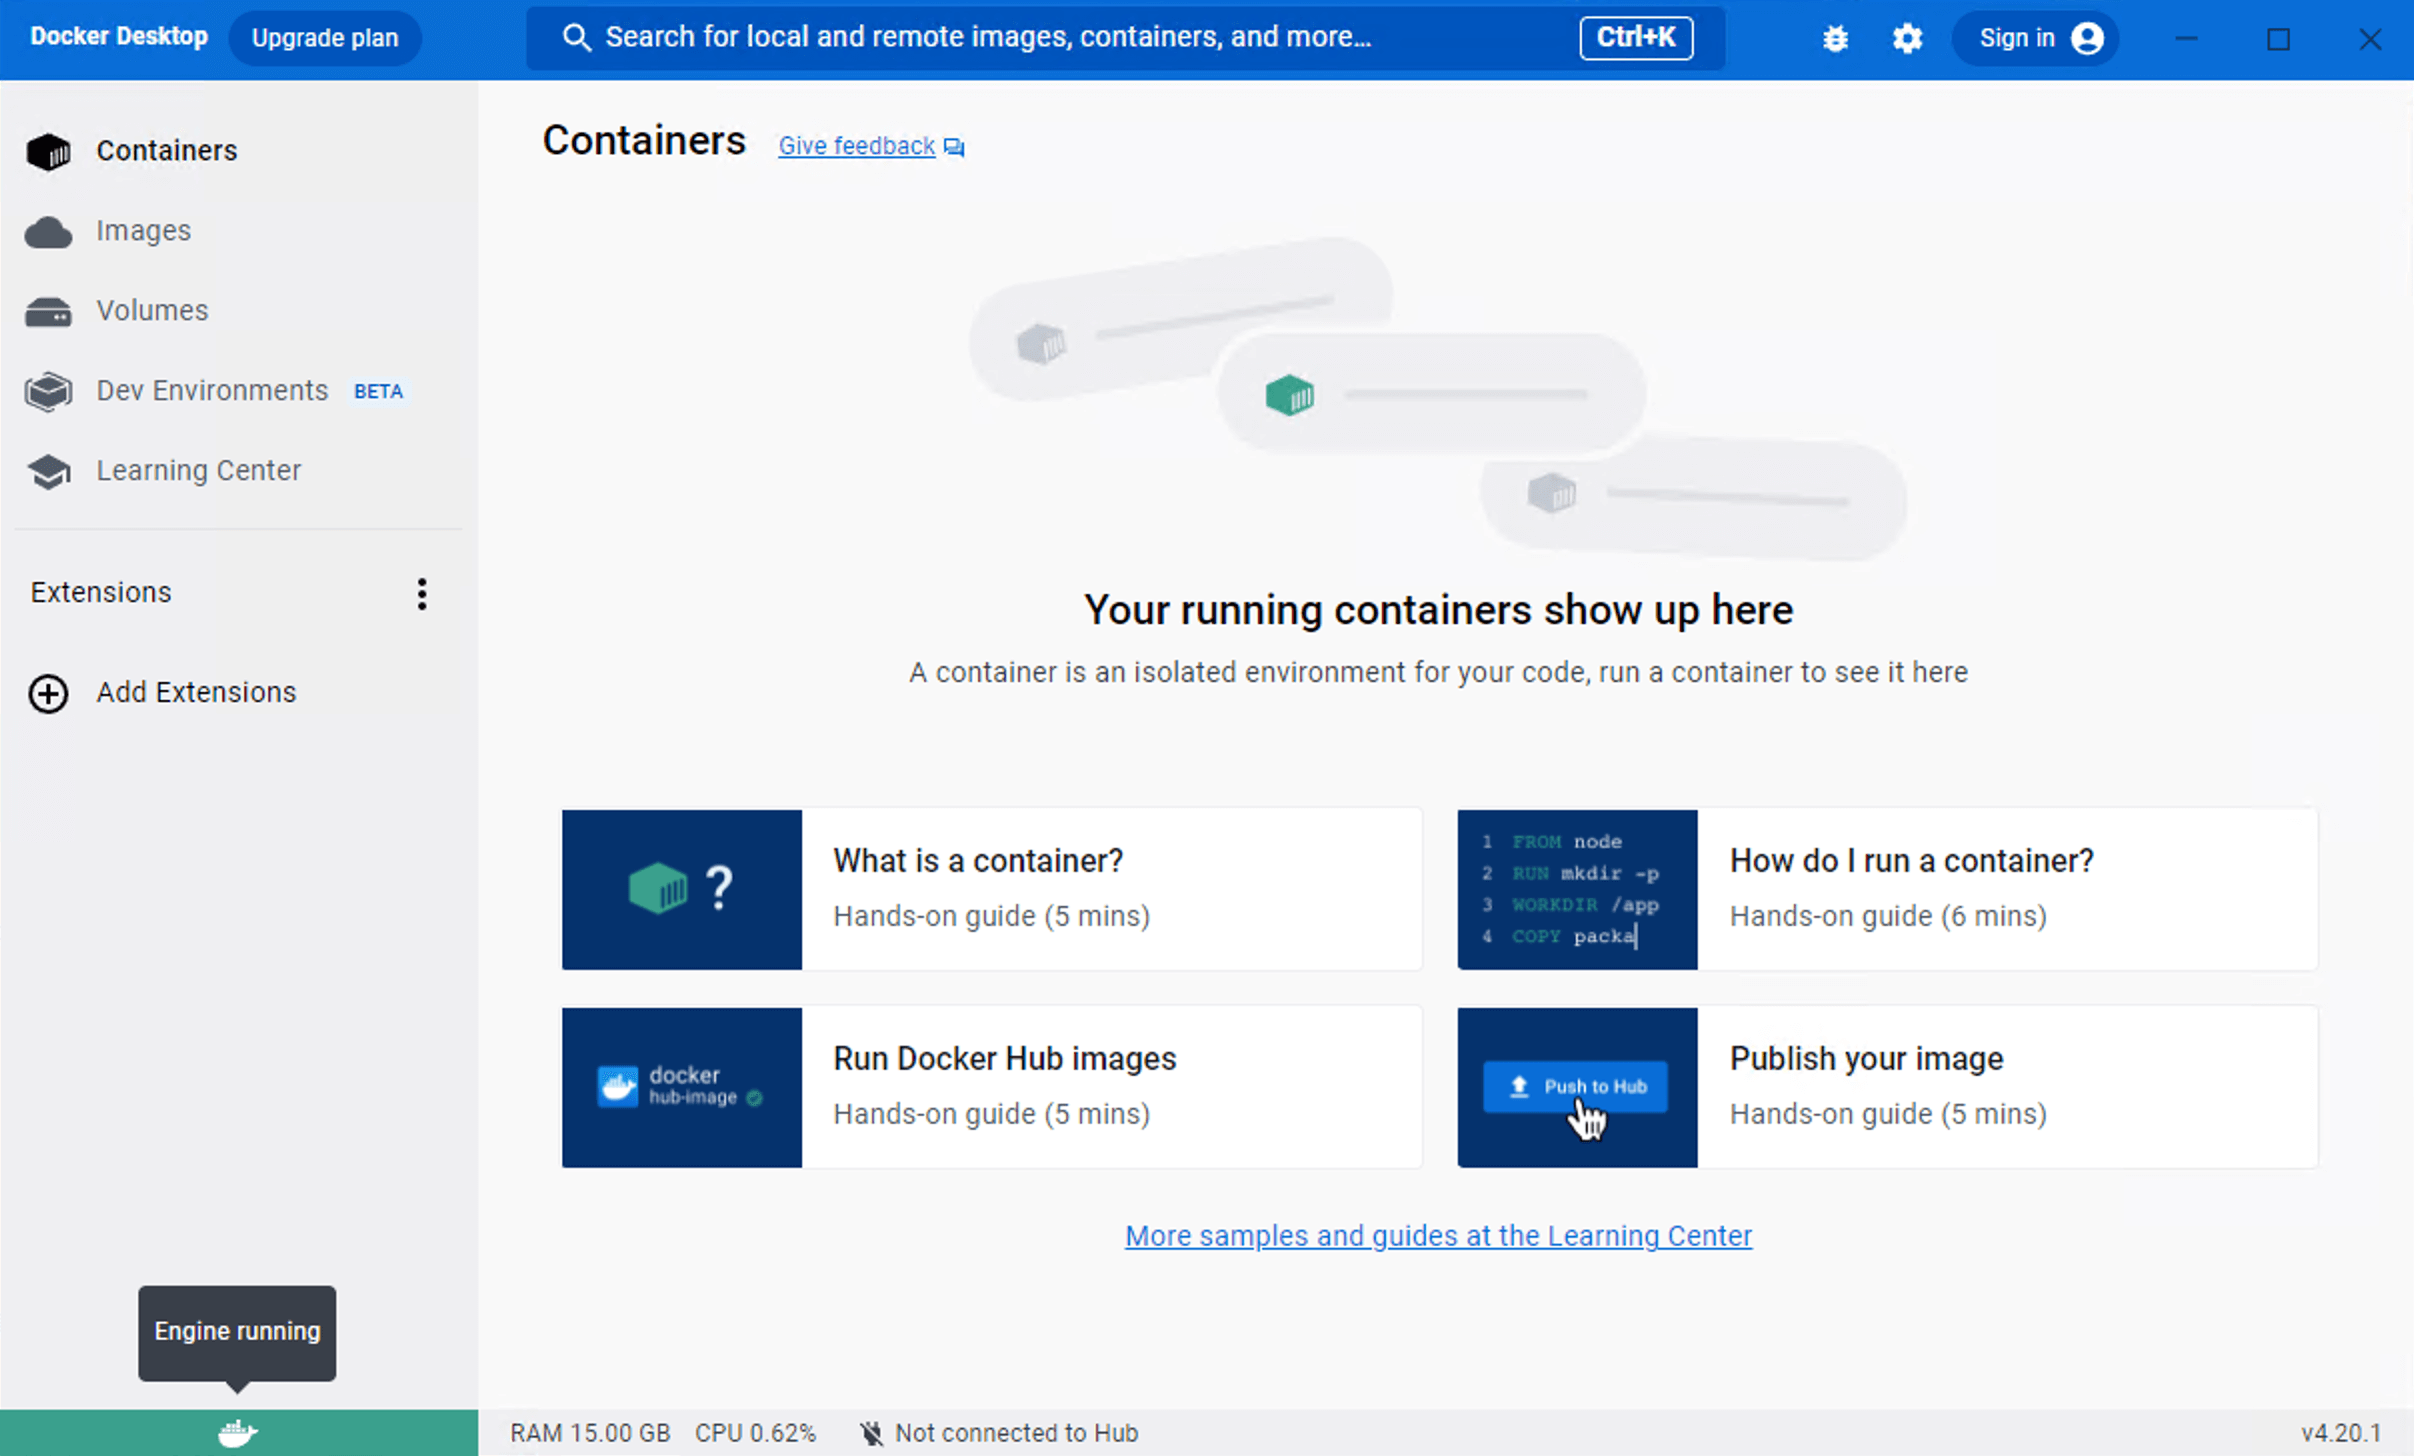 Docker Desktop
Upgrade plan
Search for local and remote images, containers, and more...
Ctrl+K
Sign in
Containers
Images
Volumes
Dev Environments BETA
Learning Center
Extensions
Add Extensions
Containers
Give feedback
Your running containers show up here
A container is an isolated environment for your code, run a container to see it here
?
What is a container?
Hands-on guide (5 mins)
1 FROM node
2 RUN mkdir -p
3 WORKDIR /app
4 COPY packa
How do I run a container?
Hands-on guide (6 mins)
docker
hub-image
Run Docker Hub images
Hands-on guide (5 mins)
Push to Hub
Publish your image
Hands-on guide (5 mins)
More samples and guides at the Learning Center
Engine running
RAM 15.00 GB CPU 0.62% Not connected to Hub
v4.20.1